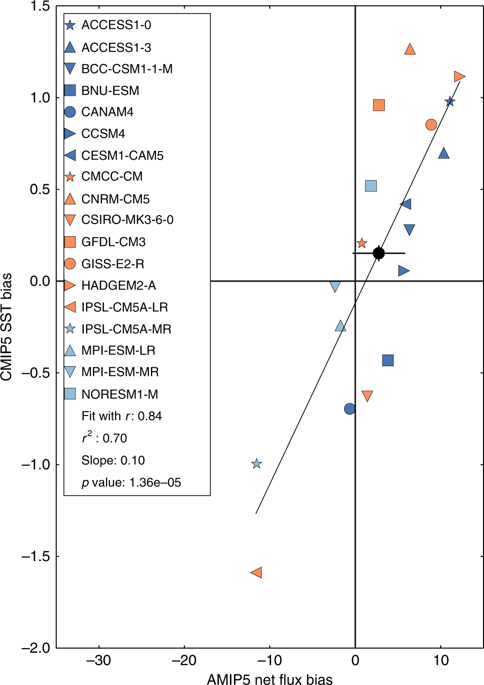 1.5
1.0
0.5
0.0
−0.5
−1.0
−1.5
−2.0
CMIP5 SST bias
ACCESS1-0
ACCESS1-3
BCC-CSM1-1-M
BNU-ESM
CANAM4
CCSM4
CESM1-CAM5
CMCC-CM
CNRM-CM5
CSIRO-MK3-6-0
GFDL-CM3
GISS-E2-R
HADGEM2-A
IPSL-CM5A-LR
IPSL-CM5A-MR
MPI-ESM-LR
MPI-ESM-MR
NORESM1-M
Fit with r: 0.84
r² : 0.70
Slope: 0.10
p value: 1.36e−05
−30 −20 −10 0 10
AMIP5 net flux bias